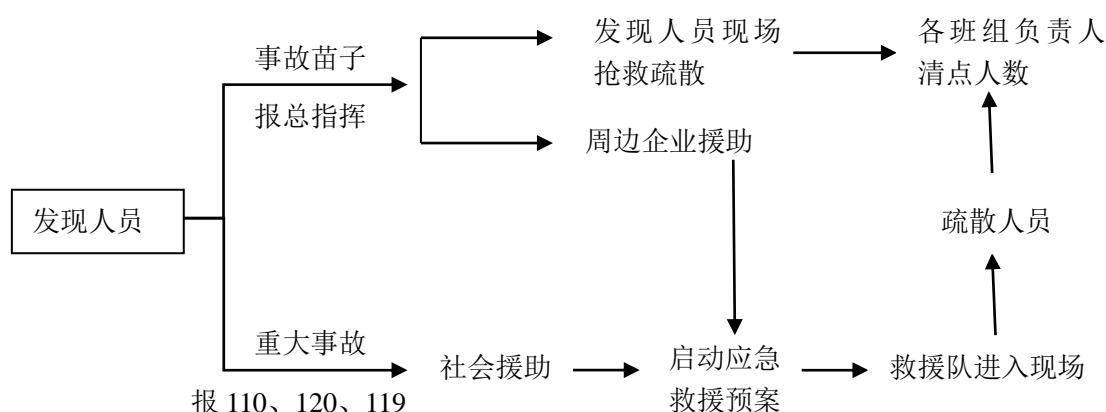 事故苗子
报总指挥
发现人员现场
抢救疏散
各班组负责人
清点人数
周边企业援助
发现人员
疏散人员
重大事故
报 110、120、119
社会援助
启动应急
救援预案
救援队进入现场